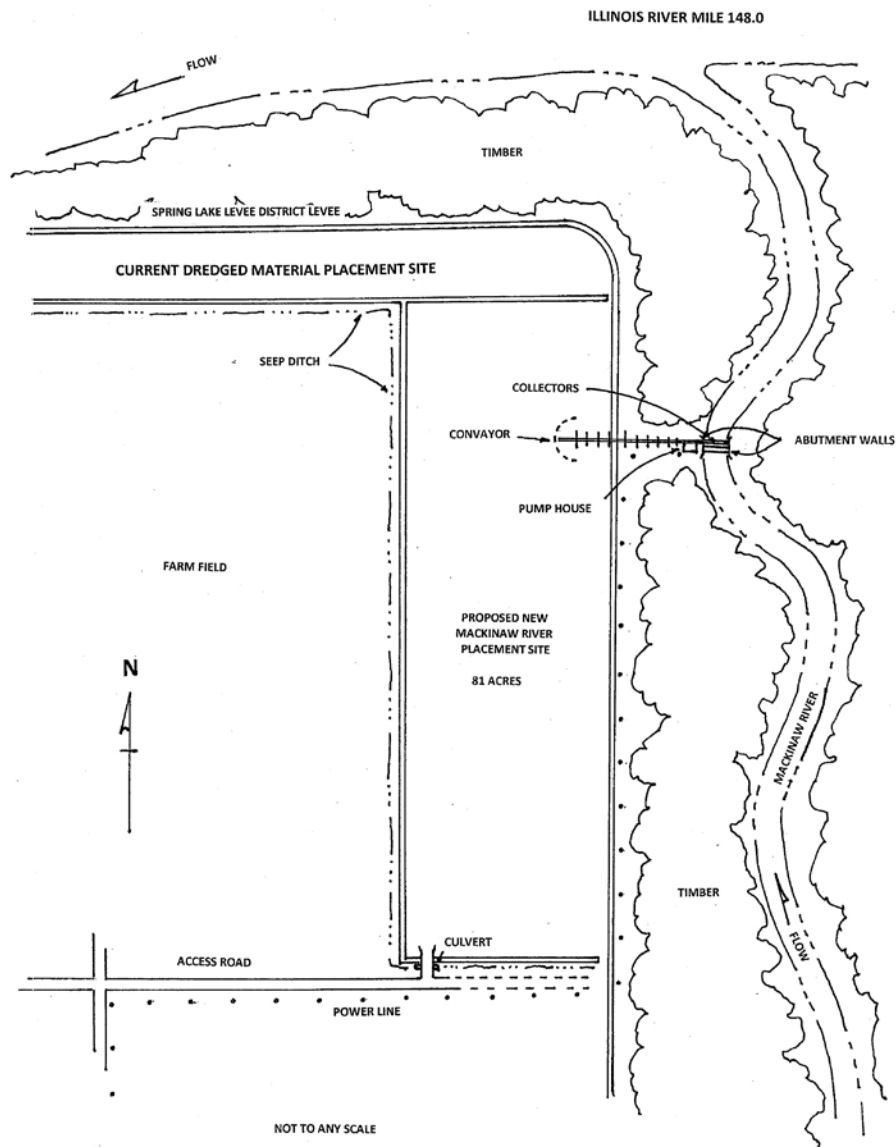 ILLINOIS RIVER MILE 148.0
FLOW
TIMBER
SPRING LAKE LEVEE DISTRICT LEVEE
CURRENT DREDGED MATERIAL PLACEMENT SITE
SEEP DITCH
COLLECTORS
CONVAYOR
ABUTMENT WALLS
PUMP HOUSE
FARM FIELD
PROPOSED NEW
MACKINAW RIVER
PLACEMENT SITE
81 ACRES
N
MACKINAW RIVER
TIMBER
FLOW
CULVERT
ACCESS ROAD
POWER LINE
NOT TO ANY SCALE